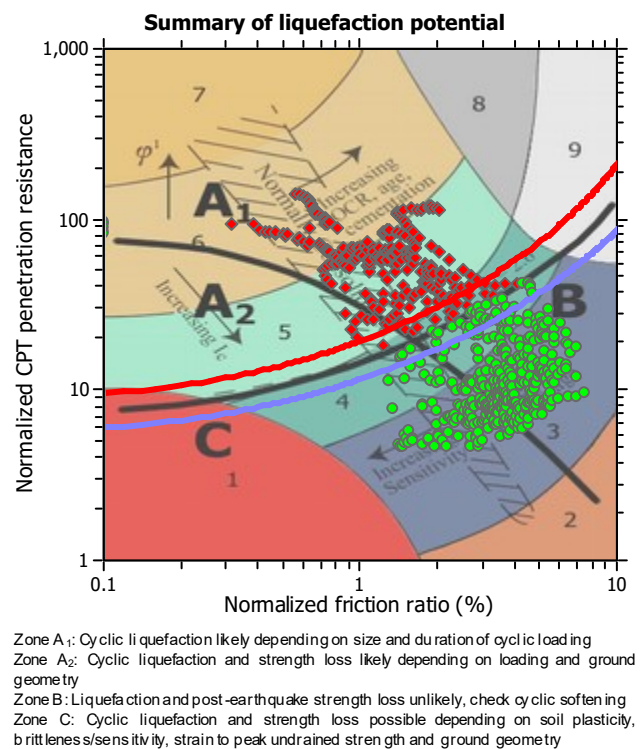 Summary of liquefaction potential
1,000
7
8
9
φ'
Increasing
OCR, age,
cementation
A1
100
6
A2
B
Increasing Ic
5
10
4
C
3
Increasing
Sensitivity
1
2
1
0.1
1
10
Normalized CPT penetration resistance
Normalized friction ratio (%)
Zone A1: Cyclic liquefaction likely depending on size and duration of cyclic loading
Zone A2: Cyclic liquefaction and strength loss likely depending on loading and ground
geometry
Zone B: Liquefaction and post-earthquake strength loss unlikely, check cyclic softening
Zone C: Cyclic liquefaction and strength loss possible depending on soil plasticity,
brittleness/sensitivity, strain to peak undrained strength and ground geometry